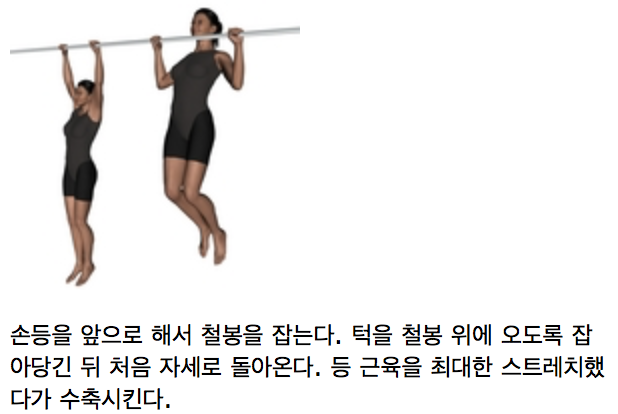 손등을 앞으로 해서 철봉을 잡는다. 턱을 철봉 위에 오도록 잡
아당긴 뒤 처음 자세로 돌아온다. 등 근육을 최대한 스트레치했
다가 수축시킨다.